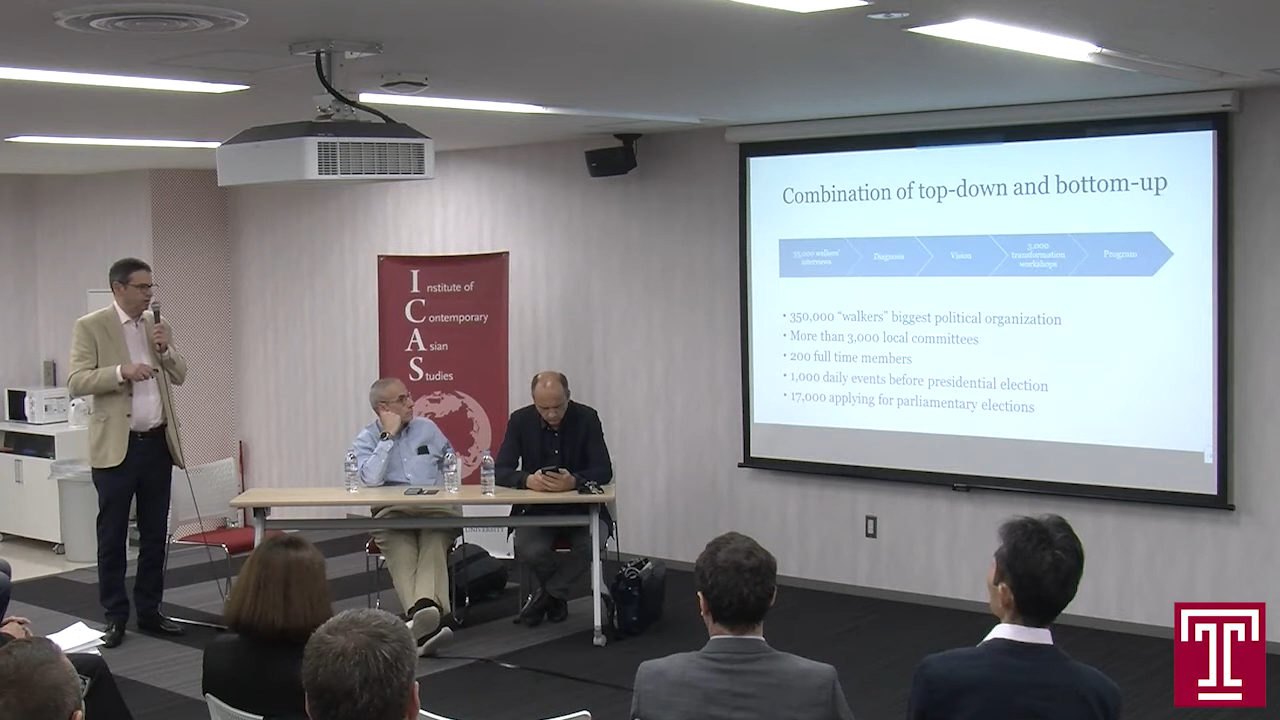 Combination of top-down and bottom-up
35,000 walkers'
interviews
Diagnosis
Vision
3,000
transformation
workshops
Program
• 350,000 “walkers” biggest political organization
• More than 3,000 local committees
• 200 full time members
• 1,000 daily events before presidential election
• 17,000 applying for parliamentary elections
Institute of
Contemporary
Asian
Studies
UNIVERSITY
T